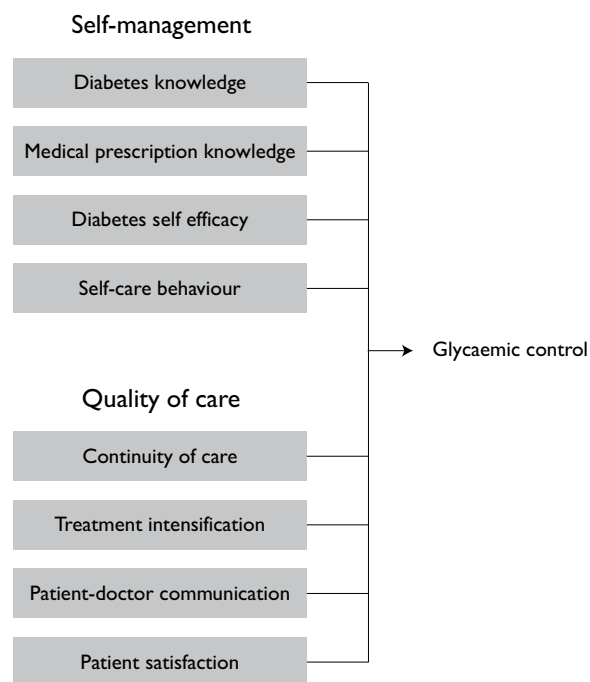 Self-management
Diabetes knowledge
Medical prescription knowledge
Diabetes self efficacy
Self-care behaviour
Glycaemic control
Quality of care
Continuity of care
Treatment intensification
Patient-doctor communication
Patient satisfaction